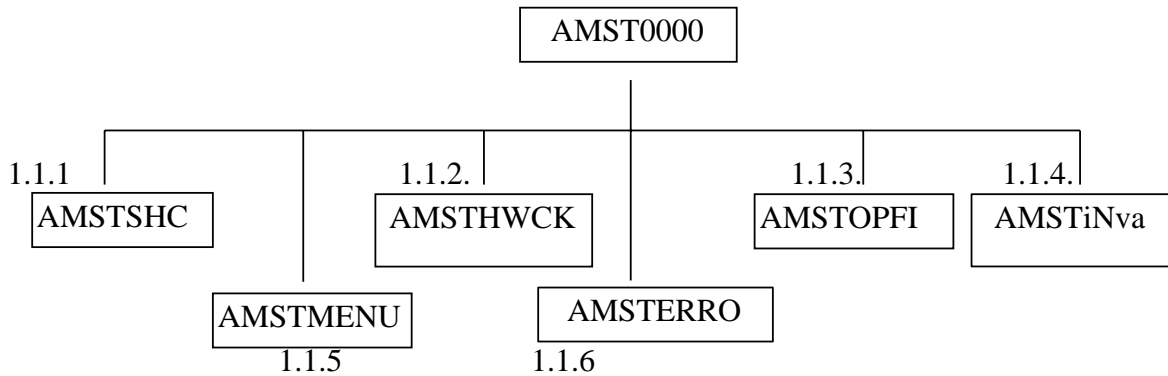 AMST0000
1.1.1
1.1.2.
1.1.3.
1.1.4.
AMSTSHC
AMSTHWCK
AMSTOPFI
AMSTiNva
AMSTMENU
AMSTERRO
1.1.5
1.1.6